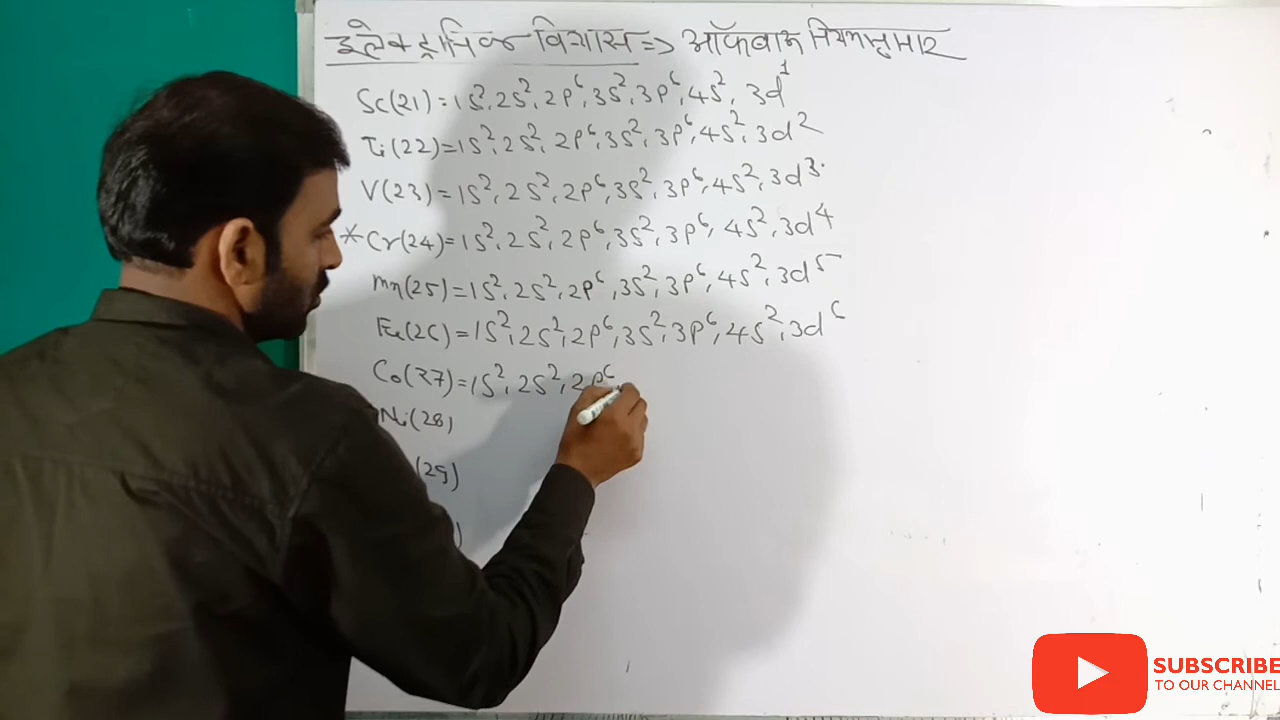 इलेक्ट्रानिक विन्यास => ऑफबाऊ नियमानुसार
Sc(21) = 1s², 2s², 2p⁶, 3s², 3p⁶, 4s², 3d¹
Ti(22) = 1s², 2s², 2p⁶, 3s², 3p⁶, 4s², 3d²
V(23) = 1s², 2s², 2p⁶, 3s², 3p⁶, 4s², 3d³
*Cr(24) = 1s², 2s², 2p⁶, 3s², 3p⁶, 4s², 3d⁴
Mn(25) = 1s², 2s², 2p⁶, 3s², 3p⁶, 4s², 3d⁵
Fe(26) = 1s², 2s², 2p⁶, 3s², 3p⁶, 4s², 3d⁶
Co(27) = 1s², 2s², 2p⁶
Ni(28)
(29)
SUBSCRIBE
TO OUR CHANNEL